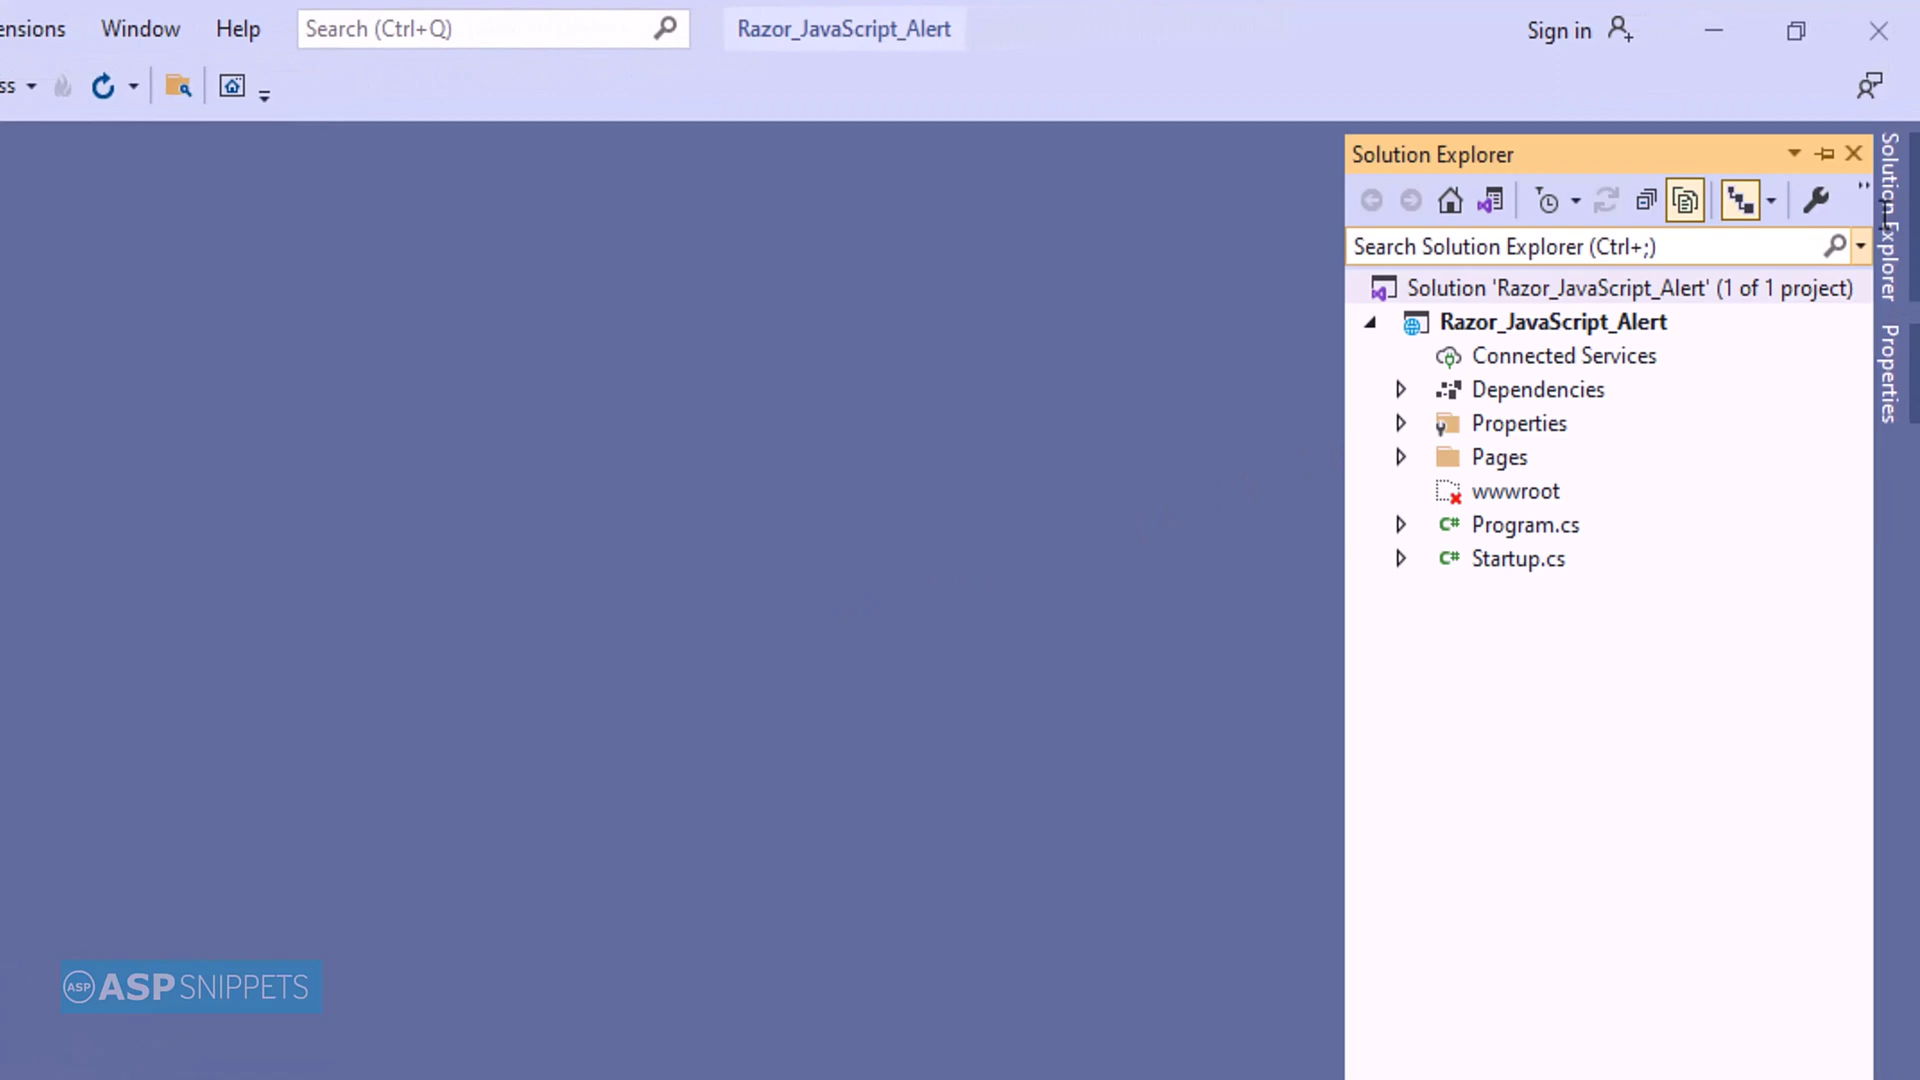 ensions Window Help Search (Ctrl+Q) Razor_JavaScript_Alert Sign in
ss
Solution Explorer
Search Solution Explorer (Ctrl+;)
Solution 'Razor_JavaScript_Alert' (1 of 1 project)
Razor_JavaScript_Alert
Connected Services
Dependencies
Properties
Pages
wwwroot
C# Program.cs
C# Startup.cs
Solution Explorer
Properties
ASP ASPSNIPPETS